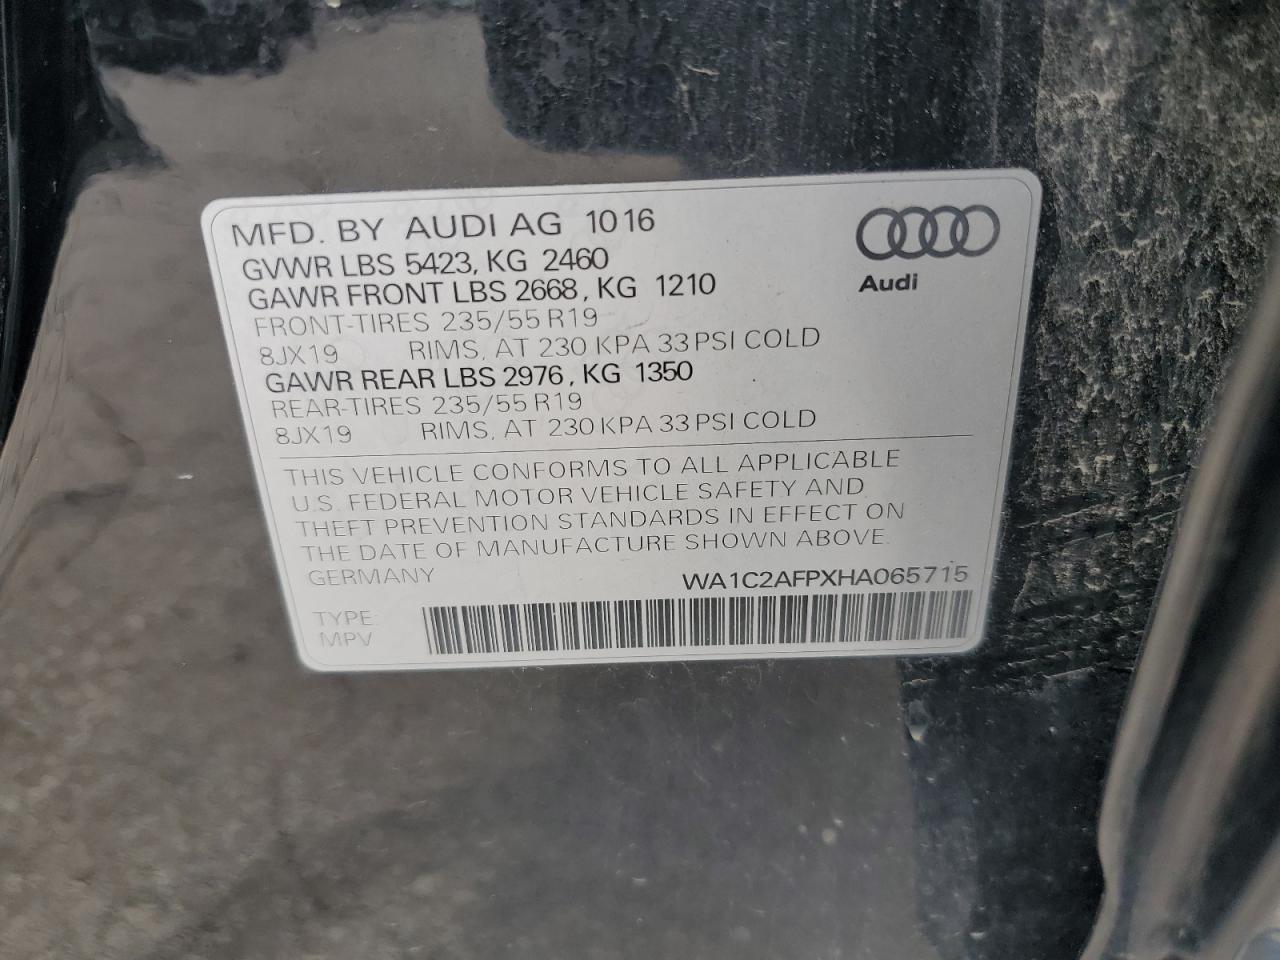 MFD. BY AUDI AG 1016
GVWR LBS 5423, KG 2460
GAWR FRONT LBS 2668, KG 1210
FRONT-TIRES 235/55 R19
8JX19 RIMS, AT 230 KPA 33 PSI COLD
GAWR REAR LBS 2976, KG 1350
REAR-TIRES 235/55 R19
8JX19 RIMS, AT 230 KPA 33 PSI COLD
Audi
THIS VEHICLE CONFORMS TO ALL APPLICABLE
U.S. FEDERAL MOTOR VEHICLE SAFETY AND
THEFT PREVENTION STANDARDS IN EFFECT ON
THE DATE OF MANUFACTURE SHOWN ABOVE.
GERMANY WA1C2AFPXHA065715
TYPE:
MPV